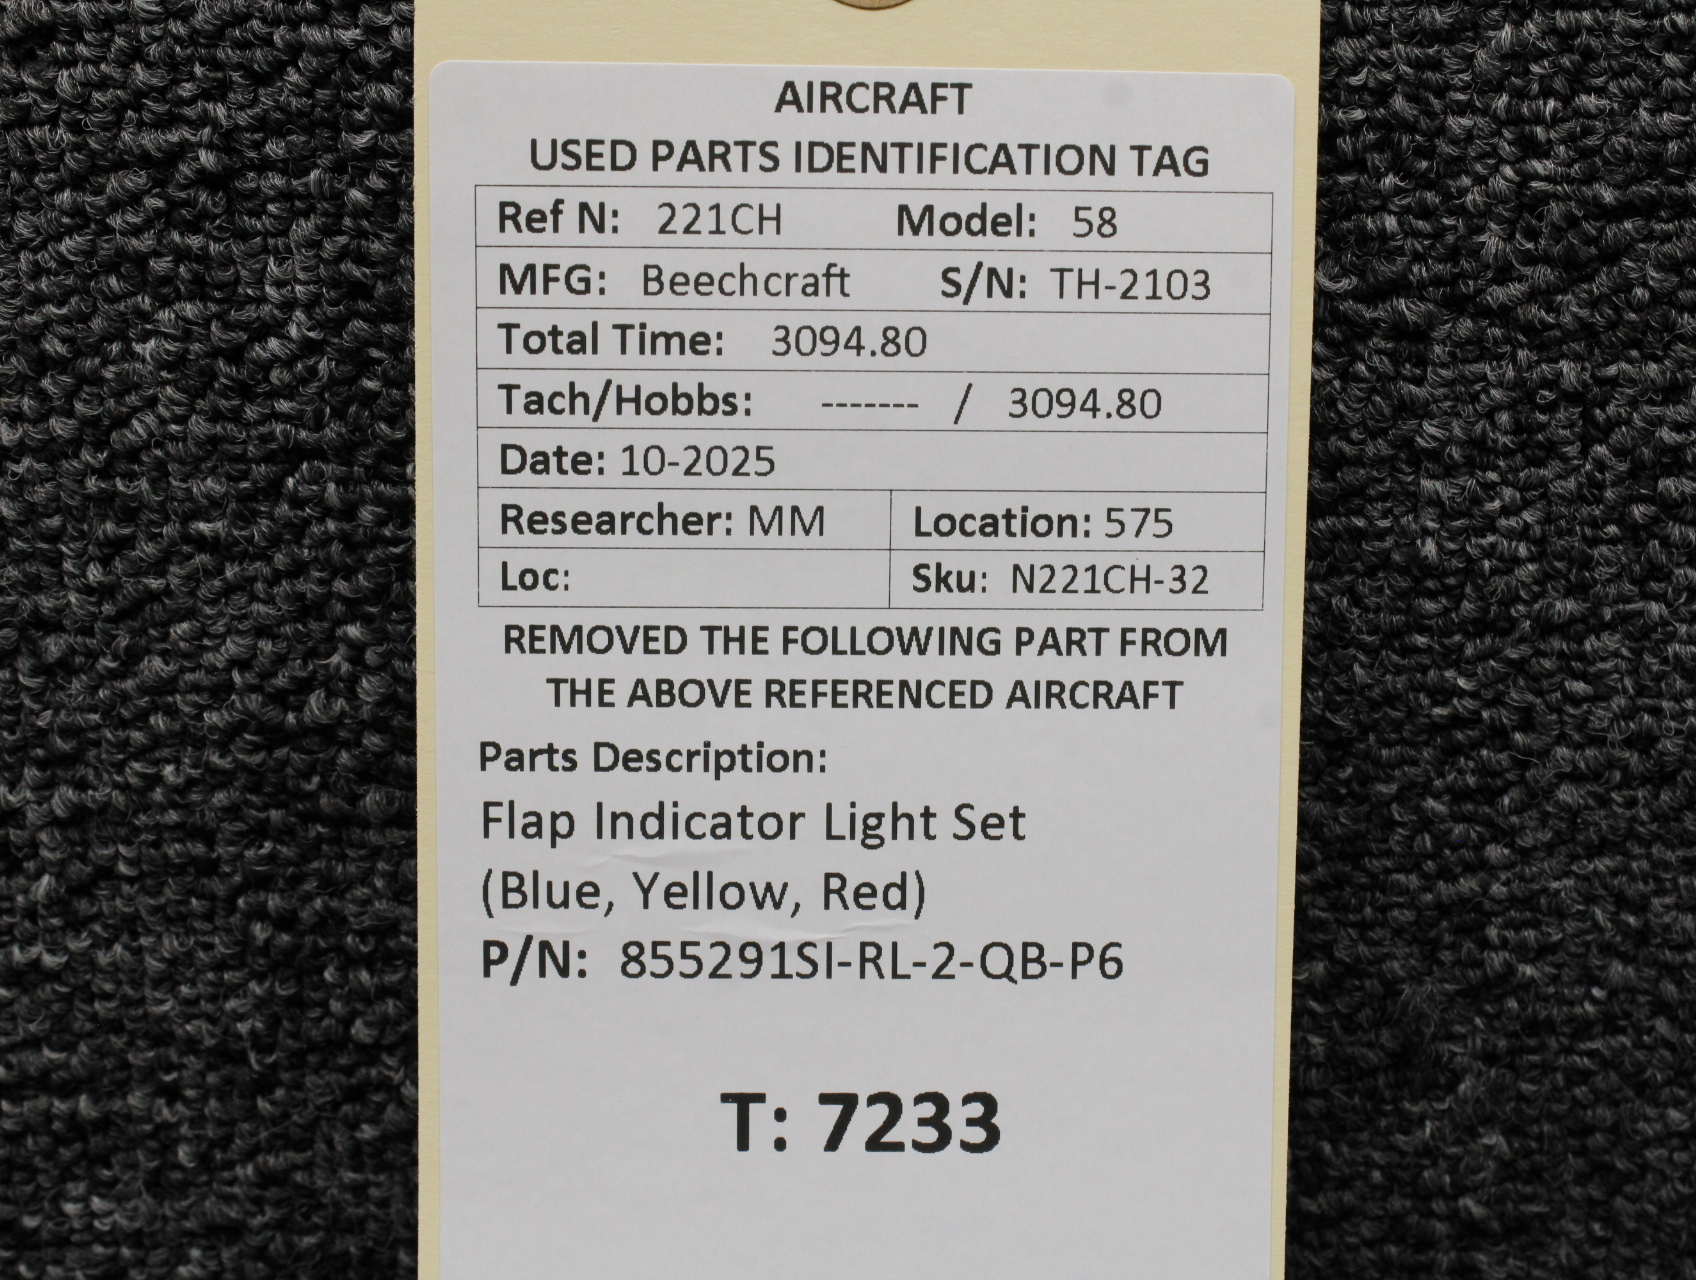 AIRCRAFT
USED PARTS IDENTIFICATION TAG
Ref N: 221CH Model: 58
MFG: Beechcraft S/N: TH-2103
Total Time: 3094.80
Tach/Hobbs: ------- / 3094.80
Date: 10-2025
Researcher: MM Location: 575
Loc: Sku: N221CH-32
REMOVED THE FOLLOWING PART FROM
THE ABOVE REFERENCED AIRCRAFT
Parts Description:
Flap Indicator Light Set
(Blue, Yellow, Red)
P/N: 855291SI-RL-2-QB-P6
T: 7233